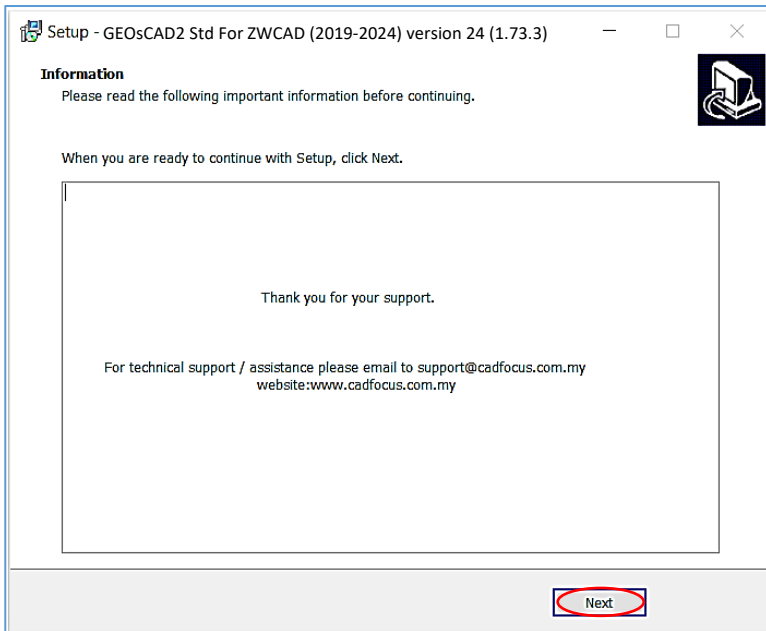 Setup - GEOsCAD2 Std For ZWCAD (2019-2024) version 24 (1.73.3)
Information
Please read the following important information before continuing.
When you are ready to continue with Setup, click Next.
Thank you for your support.
For technical support / assistance please email to support@cadfocus.com.my
website:www.cadfocus.com.my
Next